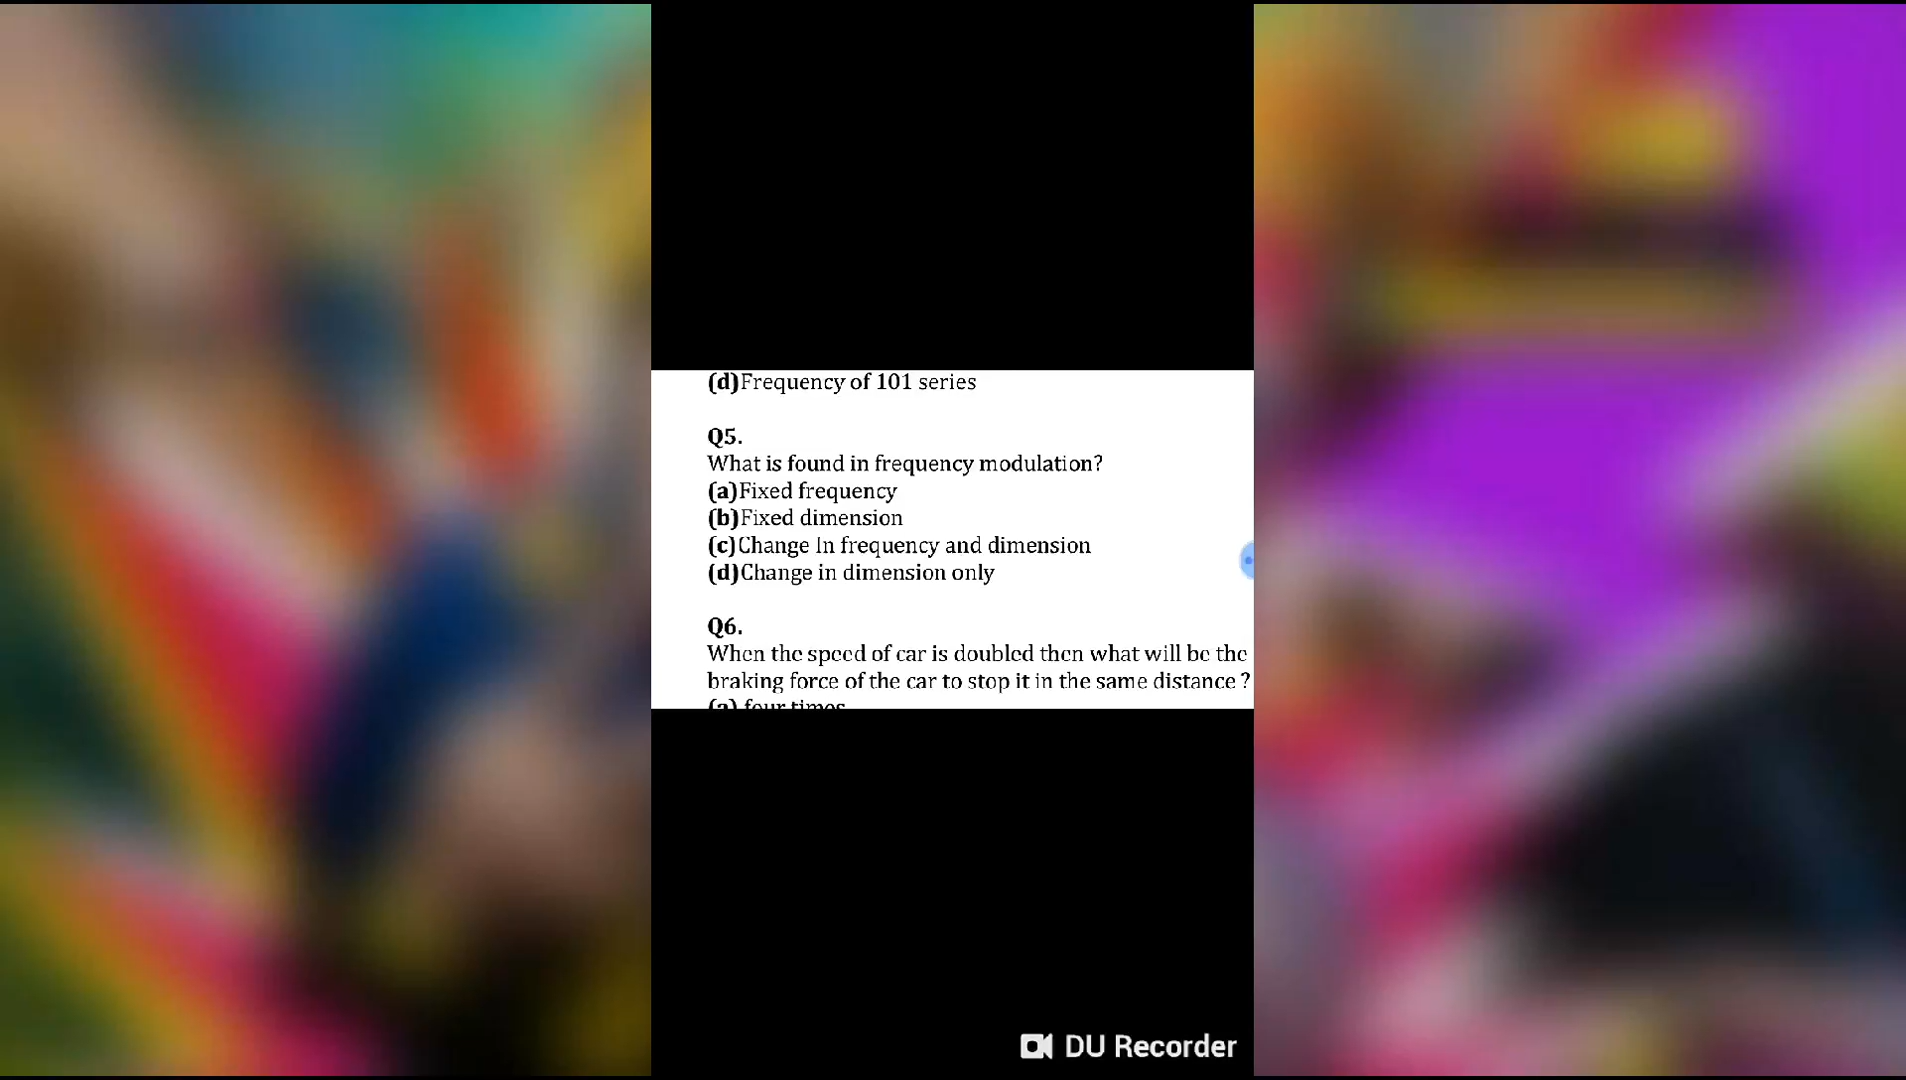 (d)Frequency of 101 series
Q5.
What is found in frequency modulation?
(a)Fixed frequency
(b)Fixed dimension
(c)Change In frequency and dimension
(d)Change in dimension only
Q6.
When the speed of car is doubled then what will be the
braking force of the car to stop it in the same distance ?
(a) four times
DU Recorder